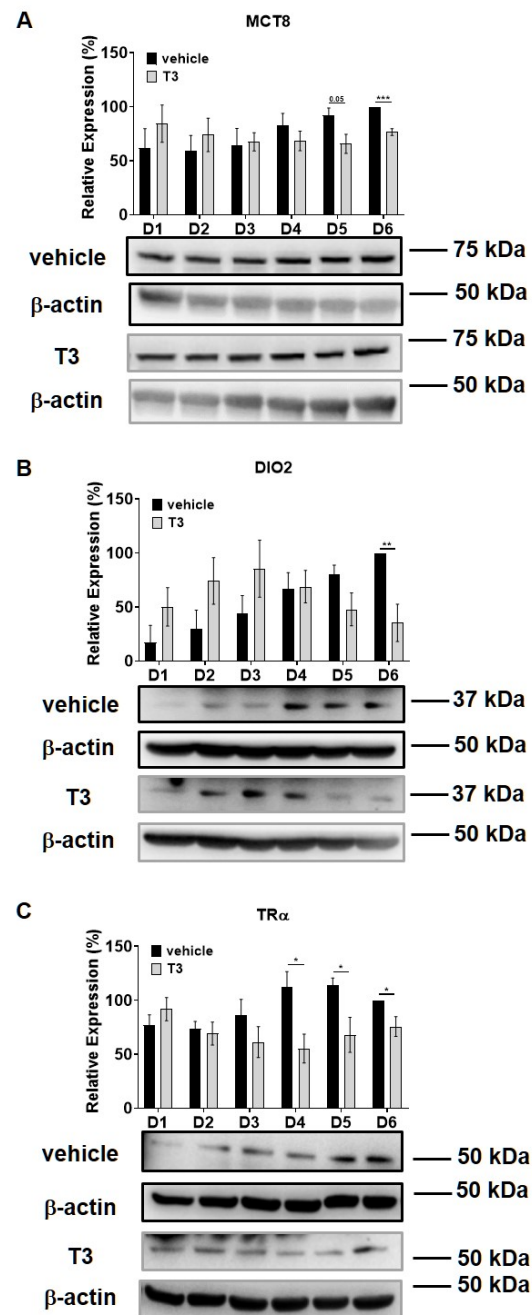 A
MCT8
Relative Expression (%)
150
100
50
0
vehicle
T3
0.05
***
D1 D2 D3 D4 D5 D6
vehicle
75 kDa
β-actin
50 kDa
T3
75 kDa
β-actin
50 kDa
B
DIO2
Relative Expression (%)
150
100
50
0
vehicle
T3
**
D1 D2 D3 D4 D5 D6
vehicle
37 kDa
β-actin
50 kDa
T3
37 kDa
β-actin
50 kDa
C
TRα
Relative Expression (%)
150
100
50
0
vehicle
T3
*
*
*
D1 D2 D3 D4 D5 D6
vehicle
50 kDa
β-actin
50 kDa
T3
50 kDa
β-actin
50 kDa